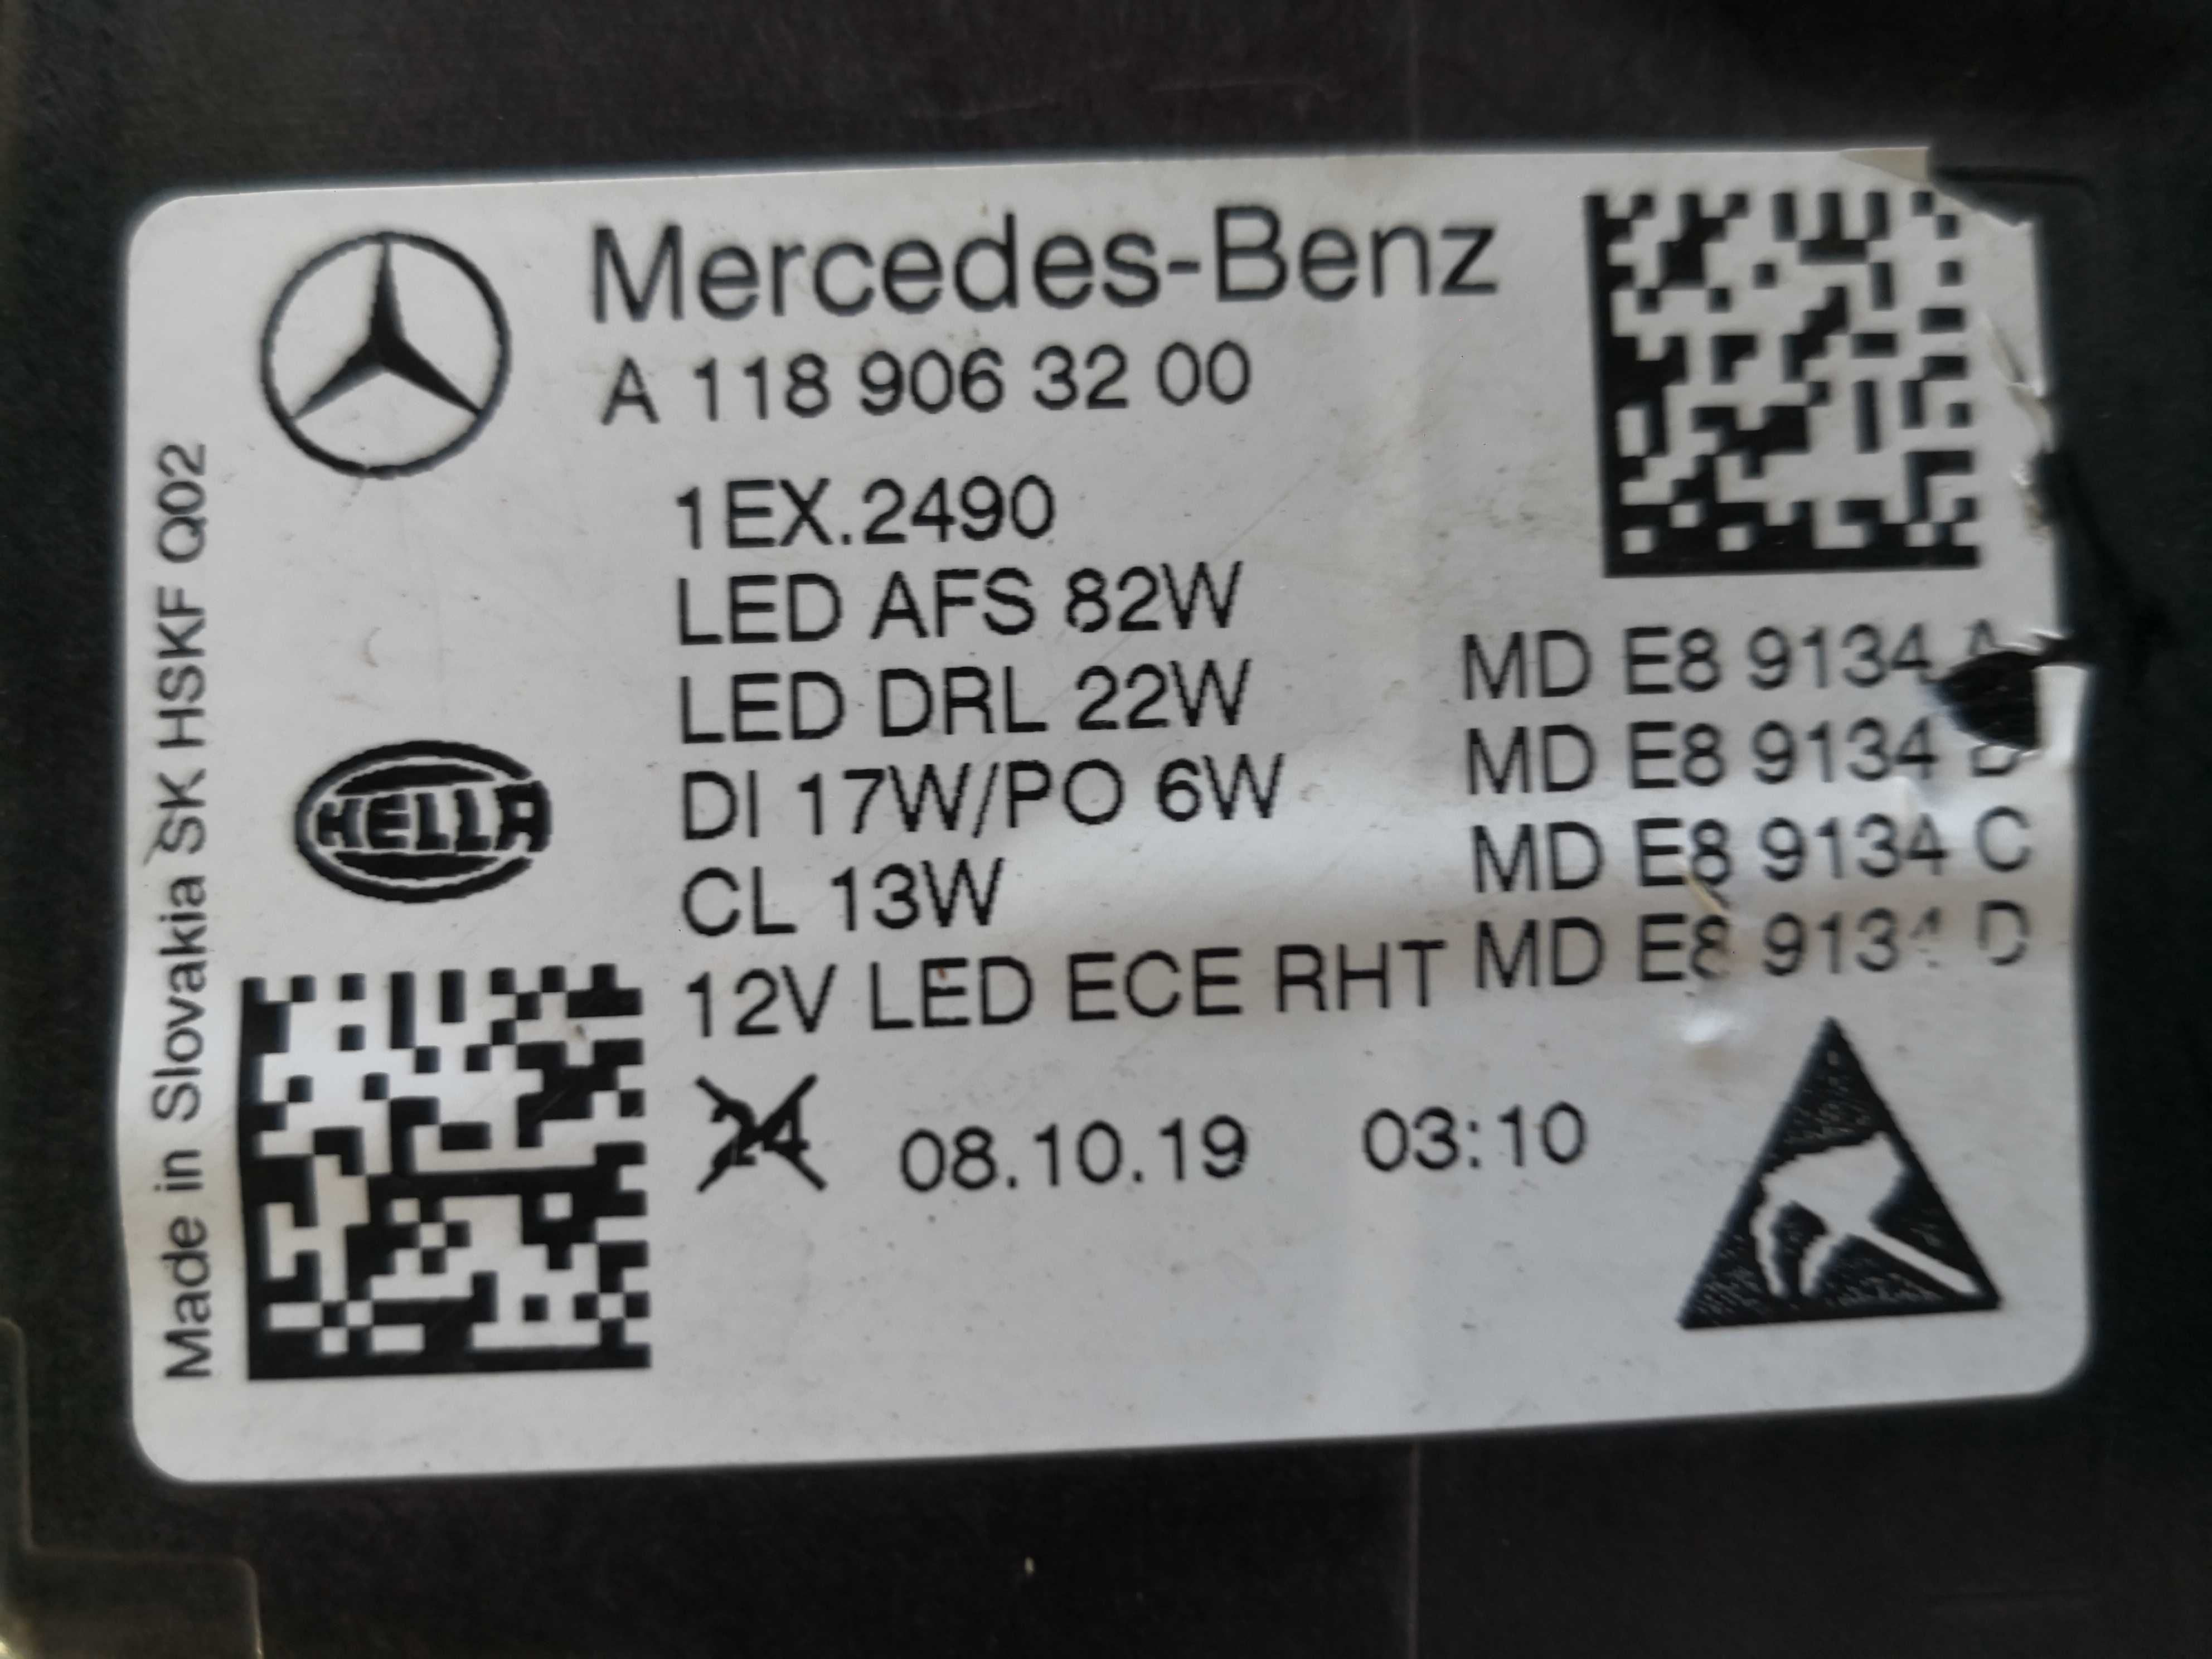 Mercedes-Benz
A 118 906 32 00
1EX.2490
LED AFS 82W
LED DRL 22W
DI 17W/PO 6W
CL 13W
12V LED ECE RHT
MD E8 9134 A
MD E8 9134
MD E8 9134 C
MD E8 9134 D
24 08.10.19 03:10
HELLA
Made in Slovakia SK HSKF Q02